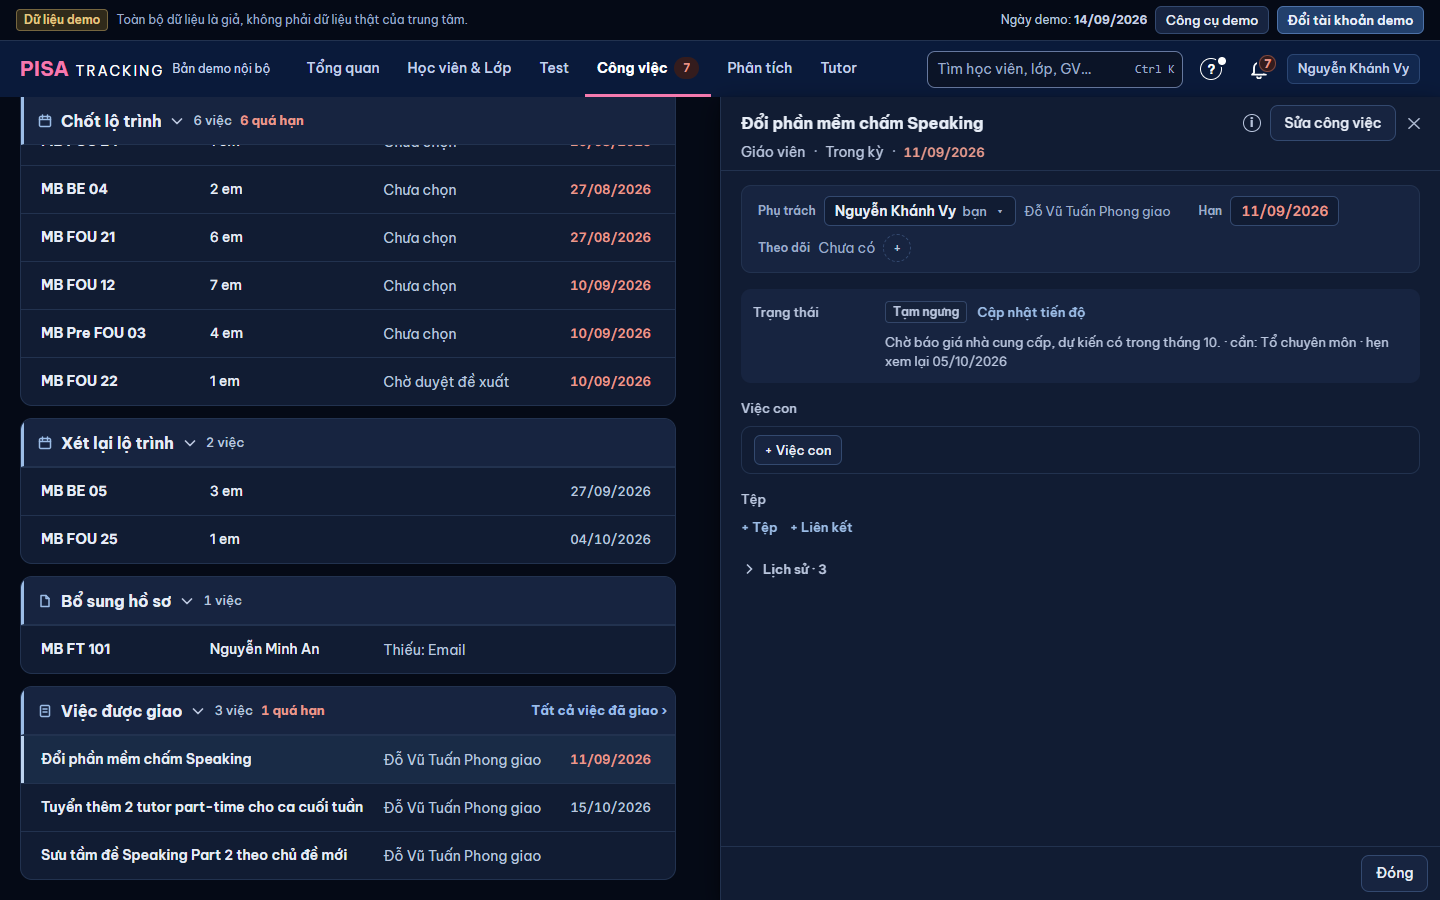 Dữ liệu demo Toàn bộ dữ liệu là giả, không phải dữ liệu thật của trung tâm. Ngày demo: 14/09/2026 Công cụ demo Đổi tài khoản demo
PISA TRACKING Bản demo nội bộ Tổng quan Học viên & Lớp Test Công việc 7 Phân tích Tutor Tìm học viên, lớp, GV... Ctrl K ? 7 Nguyễn Khánh Vy
Chốt lộ trình 6 việc 6 quá hạn
MB BE 04 2 em Chưa chọn 27/08/2026
MB FOU 21 6 em Chưa chọn 27/08/2026
MB FOU 12 7 em Chưa chọn 10/09/2026
MB Pre FOU 03 4 em Chưa chọn 10/09/2026
MB FOU 22 1 em Chờ duyệt đề xuất 10/09/2026
Xét lại lộ trình 2 việc
MB BE 05 3 em 27/09/2026
MB FOU 25 1 em 04/10/2026
Bổ sung hồ sơ 1 việc
MB FT 101 Nguyễn Minh An Thiếu: Email
Việc được giao 3 việc 1 quá hạn Tất cả việc đã giao ›
Đổi phần mềm chấm Speaking Đỗ Vũ Tuấn Phong giao 11/09/2026
Tuyển thêm 2 tutor part-time cho ca cuối tuần Đỗ Vũ Tuấn Phong giao 15/10/2026
Sưu tầm đề Speaking Part 2 theo chủ đề mới Đỗ Vũ Tuấn Phong giao
Đổi phần mềm chấm Speaking Sửa công việc
Giáo viên · Trong kỳ · 11/09/2026
Phụ trách Nguyễn Khánh Vy bạn Đỗ Vũ Tuấn Phong giao Hạn 11/09/2026
Theo dõi Chưa có +
Trạng thái Tạm ngưng Cập nhật tiến độ
Chờ báo giá nhà cung cấp, dự kiến có trong tháng 10. · cần: Tổ chuyên môn · hẹn
xem lại 05/10/2026
Việc con
+ Việc con
Tệp
+ Tệp + Liên kết
Lịch sử · 3
Đóng